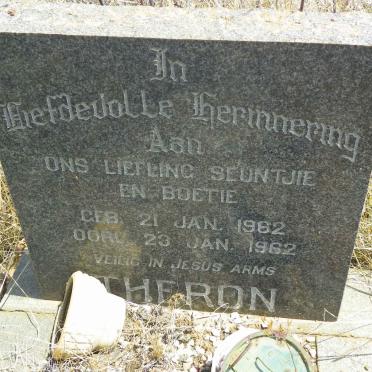 In
Liefdevolle Herinnering
Aan
ONS LIEFLING SEUNTJIE
EN BOETIE
GEB. 21 JAN. 1962
OORL. 23 JAN. 1962
VEILIG IN JESUS ARMS
THERON